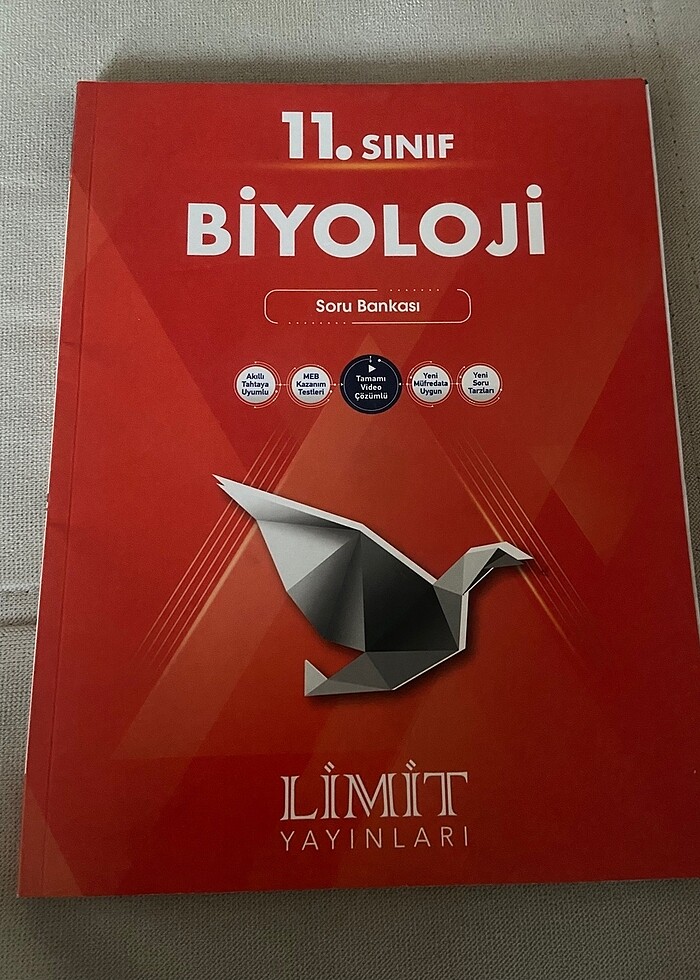 11. SINIF
BİYOLOJİ
Soru Bankası
Akıllı
Tahtaya
Uyumlu
MEB
Kazanım
Testleri
Tamamı
Video
Çözümlü
Yeni
Müfredata
Uygun
Yeni
Soru
Tarzları
LİMİT
YAYINLARI